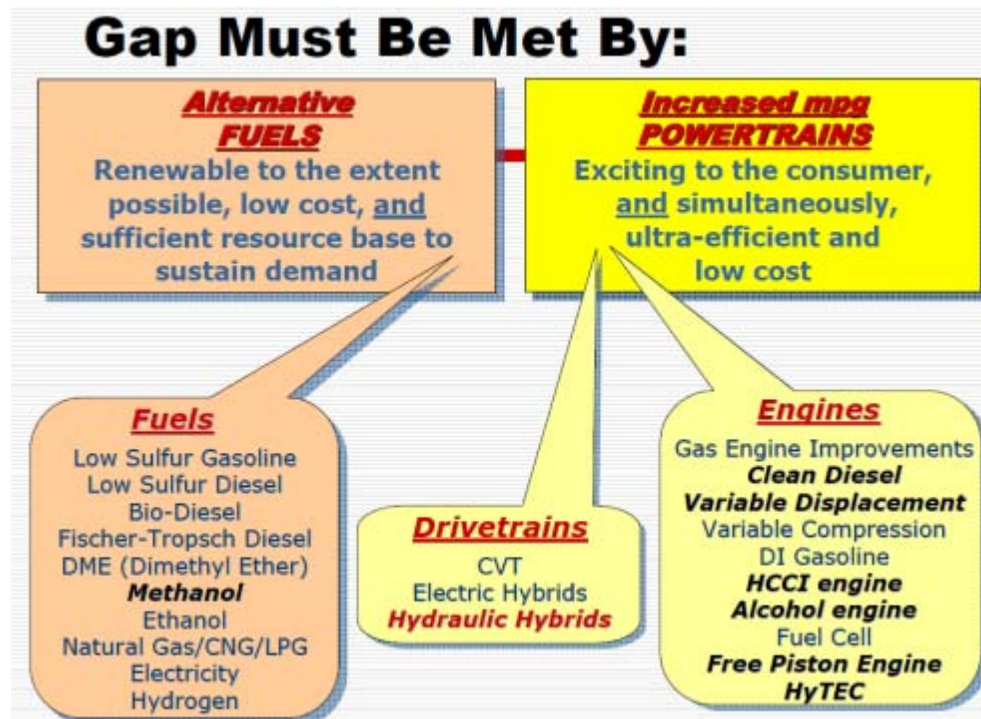 Gap Must Be Met By:
Alternative
FUELS
Renewable to the extent
possible, low cost, and
sufficient resource base to
sustain demand
Increased mpg
POWERTRAINS
Exciting to the consumer,
and simultaneously,
ultra-efficient and
low cost
Fuels
Low Sulfur Gasoline
Low Sulfur Diesel
Bio-Diesel
Fischer-Tropsch Diesel
DME (Dimethyl Ether)
Methanol
Ethanol
Natural Gas/CNG/LPG
Electricity
Hydrogen
Drivetrains
CVT
Electric Hybrids
Hydraulic Hybrids
Engines
Gas Engine Improvements
Clean Diesel
Variable Displacement
Variable Compression
DI Gasoline
HCCI engine
Alcohol engine
Fuel Cell
Free Piston Engine
HyTEC